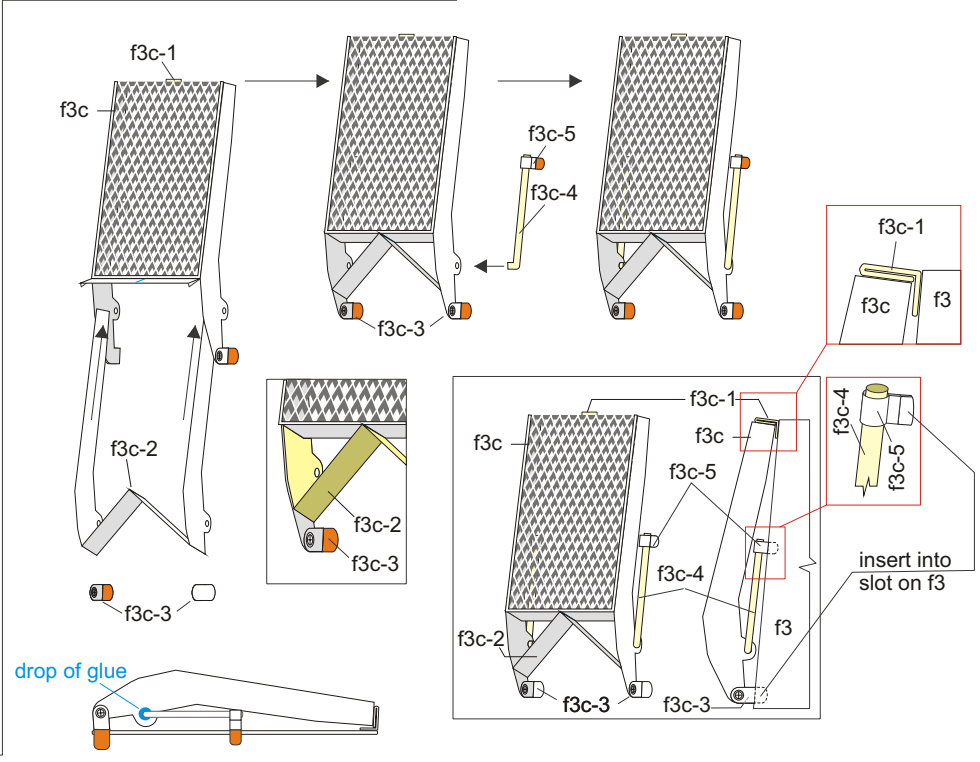 f3c-1
f3c
f3c-5
f3c-4
f3c-3
f3c-1
f3c
f3
f3c-2
f3c-2
f3c-3
f3c-1
f3c
f3c
f3c-5
f3c-4
f3c-5
f3c-4
insert into
slot on f3
f3c-3
f3
f3c-2
f3c-3
f3c-3
drop of glue